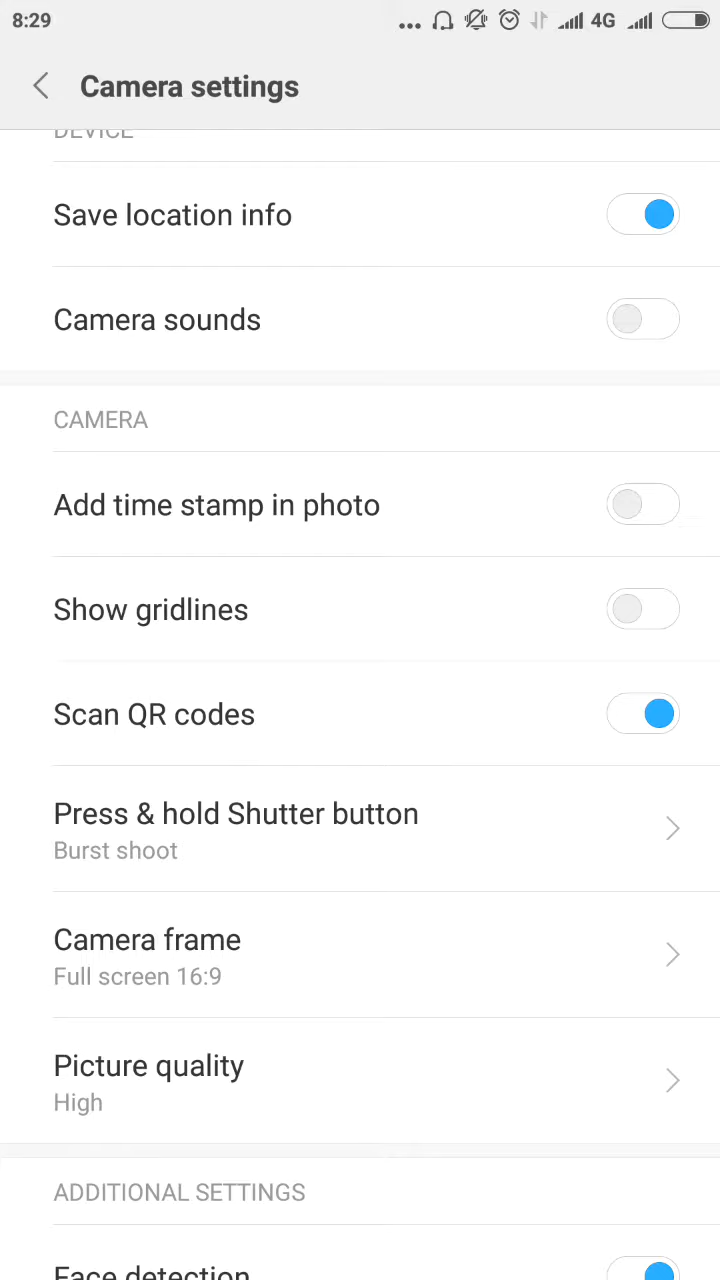 8:29
... 4G
Camera settings
DEVICE
Save location info
Camera sounds
CAMERA
Add time stamp in photo
Show gridlines
Scan QR codes
Press & hold Shutter button
Burst shoot
Camera frame
Full screen 16:9
Picture quality
High
ADDITIONAL SETTINGS
Face detection